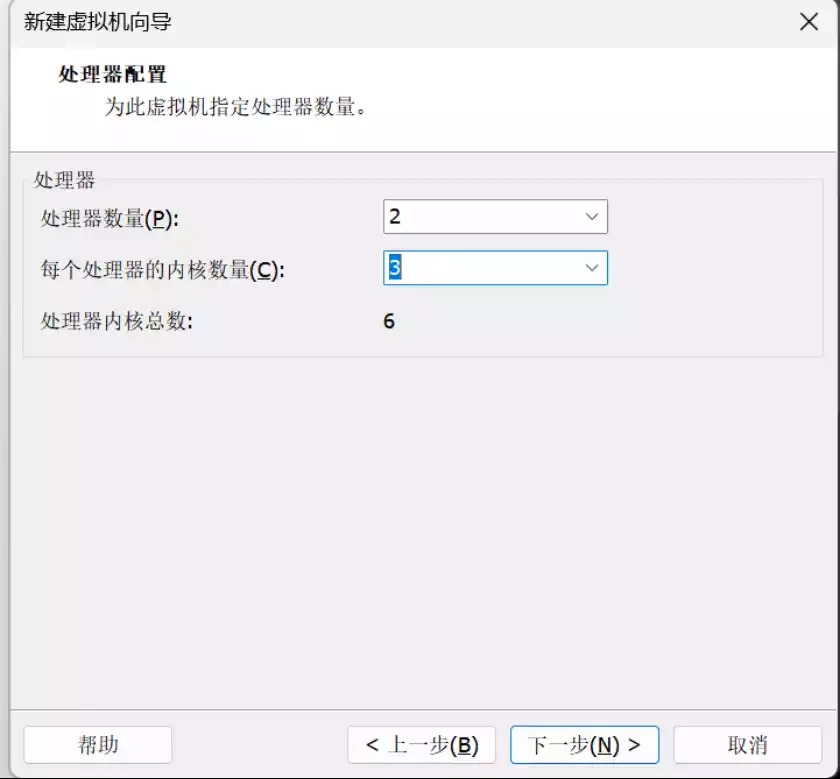 新建虚拟机向导
处理器配置
为此虚拟机指定处理器数量。
处理器
处理器数量(P): 2
每个处理器的内核数量(C): 3
处理器内核总数: 6
帮助 < 上一步(B) 下一步(N) > 取消